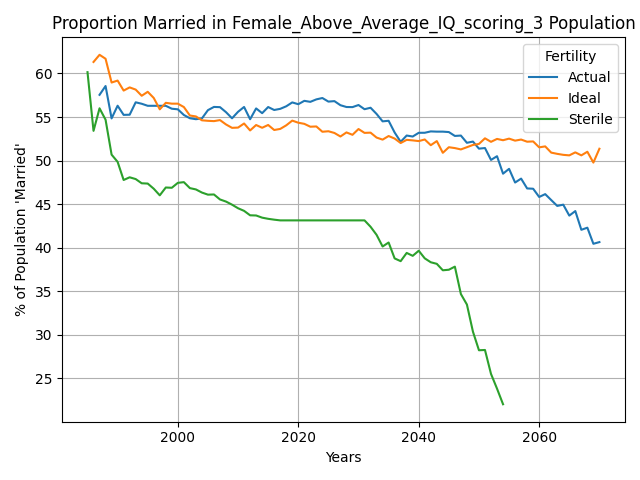 Proportion Married in Female_Above_Average_IQ_scoring_3 Population
Fertility
Actual
Ideal
Sterile
% of Population 'Married'
60
55
50
45
40
35
30
25
2000
2020
2040
2060
Years